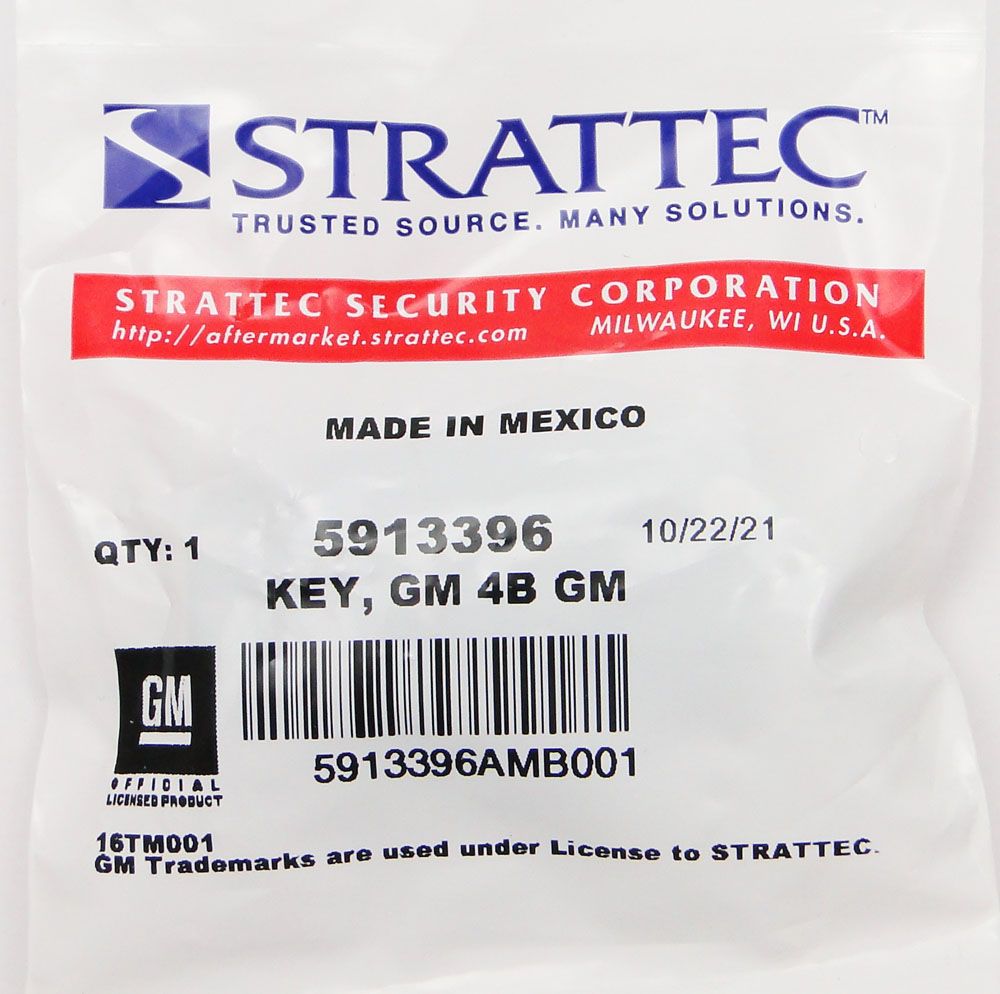 STRATTEC™
TRUSTED SOURCE. MANY SOLUTIONS.
STRATTEC SECURITY CORPORATION
http://aftermarket.strattec.com MILWAUKEE, WI U.S.A.
MADE IN MEXICO
QTY: 1 5913396 10/22/21
KEY, GM 4B GM
GM
OFFICIAL
LICENSED PRODUCT
5913396AMB001
16TM001
GM Trademarks are used under License to STRATTEC.